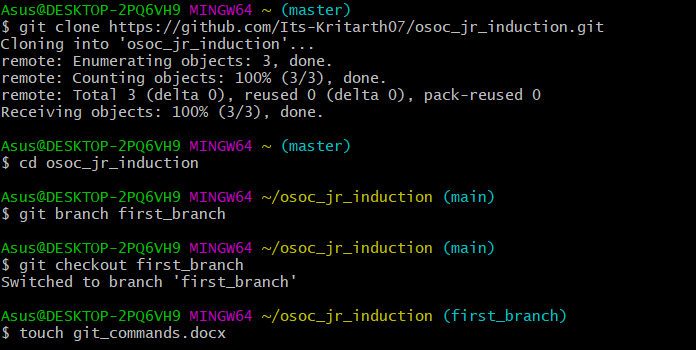 Asus@DESKTOP-2PQ6VH9 MINGW64 ~ (master)
$ git clone https://github.com/Its-Kritarth07/osoc_jr_induction.git
Cloning into 'osoc_jr_induction'...
remote: Enumerating objects: 3, done.
remote: Counting objects: 100% (3/3), done.
remote: Total 3 (delta 0), reused 0 (delta 0), pack-reused 0
Receiving objects: 100% (3/3), done.
Asus@DESKTOP-2PQ6VH9 MINGW64 ~ (master)
$ cd osoc_jr_induction
Asus@DESKTOP-2PQ6VH9 MINGW64 ~/osoc_jr_induction (main)
$ git branch first_branch
Asus@DESKTOP-2PQ6VH9 MINGW64 ~/osoc_jr_induction (main)
$ git checkout first_branch
Switched to branch 'first_branch'
Asus@DESKTOP-2PQ6VH9 MINGW64 ~/osoc_jr_induction (first_branch)
$ touch git_commands.docx